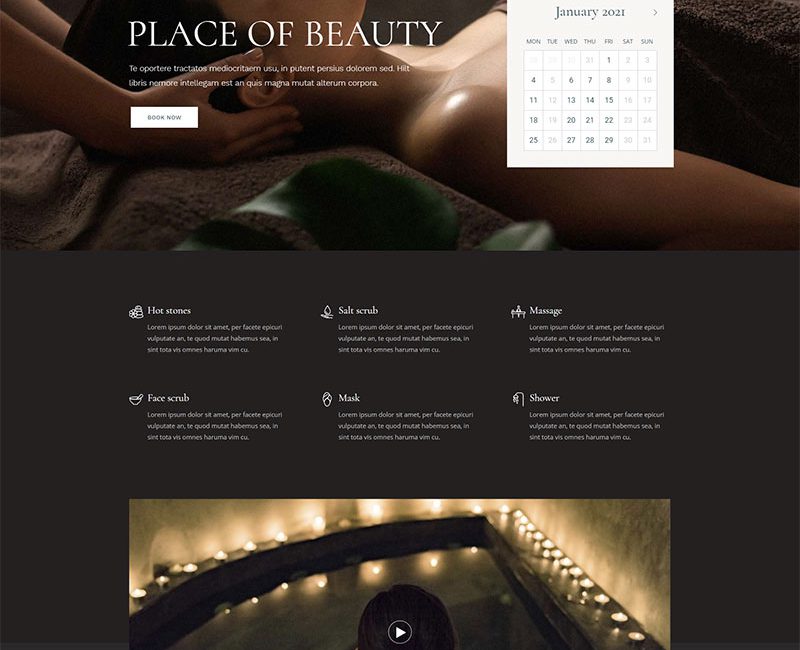 PLACE OF BEAUTY
Te oportere tractatos mediocritaem usu, in putent persius dolorem sed. Hilt
libris nemore intellegam est an quis magna mutat alterum corpora.
BOOK NOW
January 2021
MON TUE WED THU FRI SAT SUN
28 29 30 31 1 2 3
4 5 6 7 8 9 10
11 12 13 14 15 16 17
18 19 20 21 22 23 24
25 26 27 28 29 30 31
Hot stones
Lorem ipsum dolor sit amet, per facete epicuri
vulputate an, te quod mutat habemus sea, in
sint tota vis omnes haruma vim cu.
Salt scrub
Lorem ipsum dolor sit amet, per facete epicuri
vulputate an, te quod mutat habemus sea, in
sint tota vis omnes haruma vim cu.
Massage
Lorem ipsum dolor sit amet, per facete epicuri
vulputate an, te quod mutat habemus sea, in
sint tota vis omnes haruma vim cu.
Face scrub
Lorem ipsum dolor sit amet, per facete epicuri
vulputate an, te quod mutat habemus sea, in
sint tota vis omnes haruma vim cu.
Mask
Lorem ipsum dolor sit amet, per facete epicuri
vulputate an, te quod mutat habemus sea, in
sint tota vis omnes haruma vim cu.
Shower
Lorem ipsum dolor sit amet, per facete epicuri
vulputate an, te quod mutat habemus sea, in
sint tota vis omnes haruma vim cu.